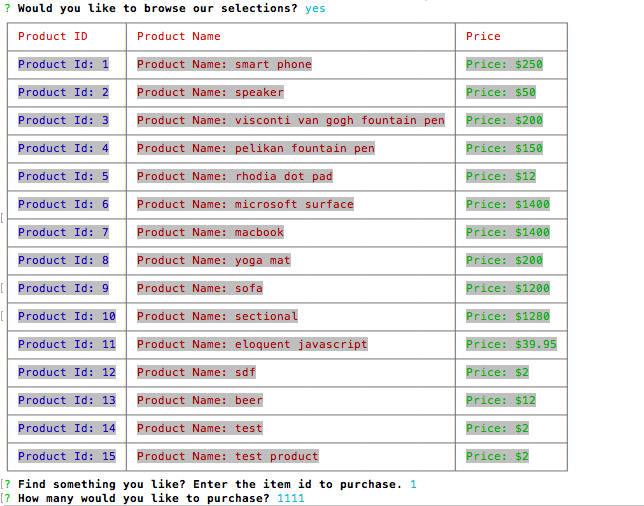 ? Would you like to browse our selections? yes
Product ID Product Name Price
Product Id: 1 Product Name: smart phone Price: $250
Product Id: 2 Product Name: speaker Price: $50
Product Id: 3 Product Name: visconti van gogh fountain pen Price: $200
Product Id: 4 Product Name: pelikan fountain pen Price: $150
Product Id: 5 Product Name: rhodia dot pad Price: $12
Product Id: 6 Product Name: microsoft surface Price: $1400
Product Id: 7 Product Name: macbook Price: $1400
Product Id: 8 Product Name: yoga mat Price: $200
Product Id: 9 Product Name: sofa Price: $1200
Product Id: 10 Product Name: sectional Price: $1280
Product Id: 11 Product Name: eloquent javascript Price: $39.95
Product Id: 12 Product Name: sdf Price: $2
Product Id: 13 Product Name: beer Price: $12
Product Id: 14 Product Name: test Price: $2
Product Id: 15 Product Name: test product Price: $2
? Find something you like? Enter the item id to purchase. 1
? How many would you like to purchase? 1111